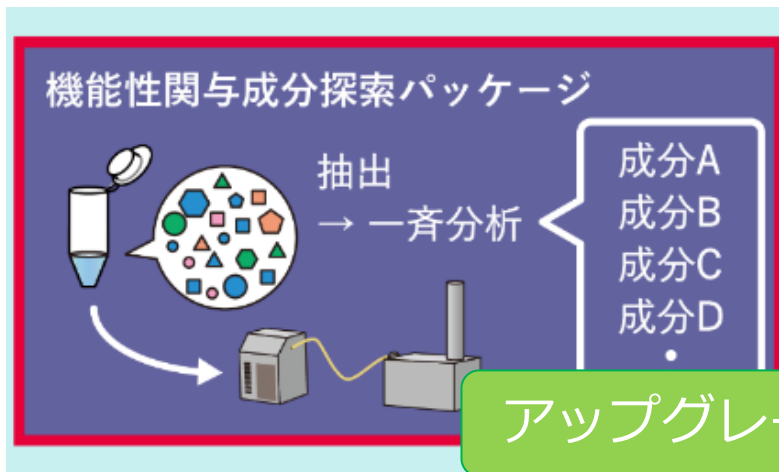 機能性関与成分探索パッケージ
抽出
→ 一斉分析
成分A
成分B
成分C
成分D
・
アップグレー